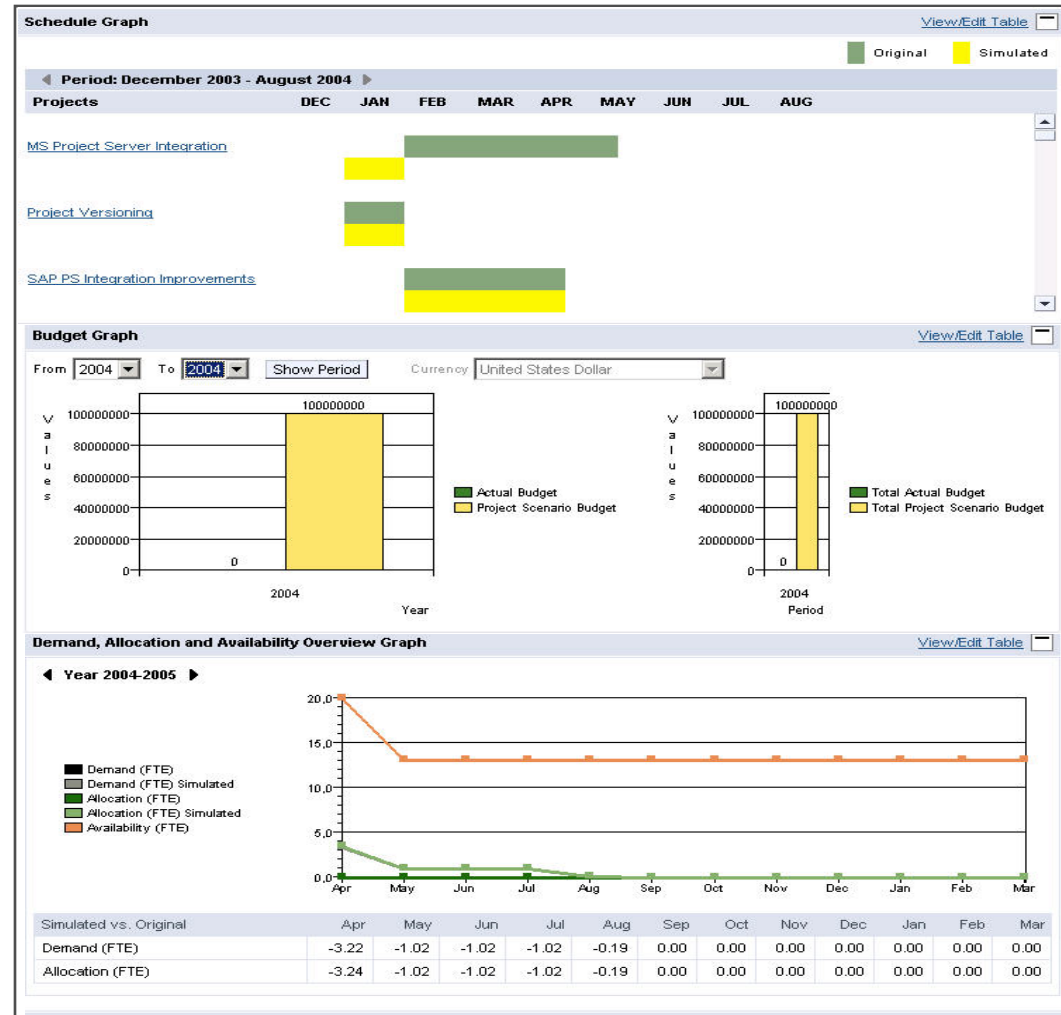 Schedule Graph View/Edit Table
Original Simulated
Period: December 2003 - August 2004
Projects DEC JAN FEB MAR APR MAY JUN JUL AUG
MS Project Server Integration
Project Versioning
SAP PS Integration Improvements
Budget Graph View/Edit Table
From 2004 To 2004 Show Period Currency United States Dollar
Values
100000000
80000000
60000000
40000000
20000000
0
100000000
0
2004
Year
Actual Budget
Project Scenario Budget
Values
100000000
80000000
60000000
40000000
20000000
0
100000000
0
2004
Period
Total Actual Budget
Total Project Scenario Budget
Demand, Allocation and Availability Overview Graph View/Edit Table
Year 2004-2005
Demand (FTE)
Demand (FTE) Simulated
Allocation (FTE)
Allocation (FTE) Simulated
Availability (FTE)
20,0
15,0
10,0
5,0
0,0
Apr May Jun Jul Aug Sep Oct Nov Dec Jan Feb Mar
Simulated vs. Original Apr May Jun Jul Aug Sep Oct Nov Dec Jan Feb Mar
Demand (FTE) -3.22 -1.02 -1.02 -1.02 -0.19 0.00 0.00 0.00 0.00 0.00 0.00 0.00
Allocation (FTE) -3.24 -1.02 -1.02 -1.02 -0.19 0.00 0.00 0.00 0.00 0.00 0.00 0.00